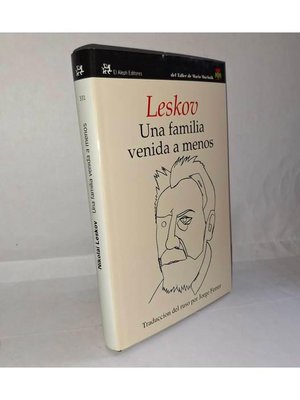 El Aleph Editores
del Taller de Mario Muchnik
Leskov
Una familia
venida a menos
Traducción del ruso por Jorge Ferrer
Nikolái Leskov Una familia venida a menos